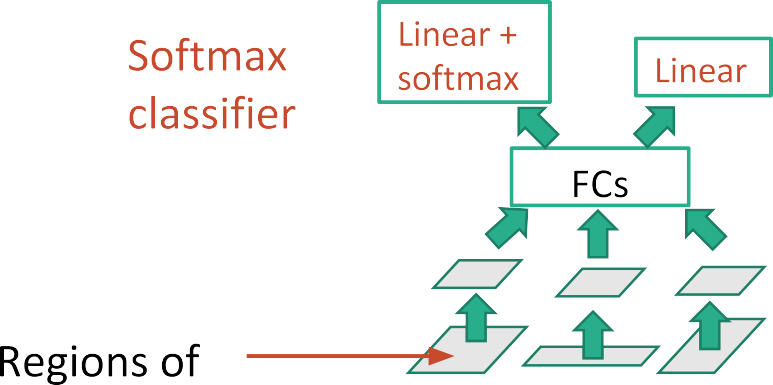 Softmax
classifier
Linear +
softmax
Linear
FCs
Regions of